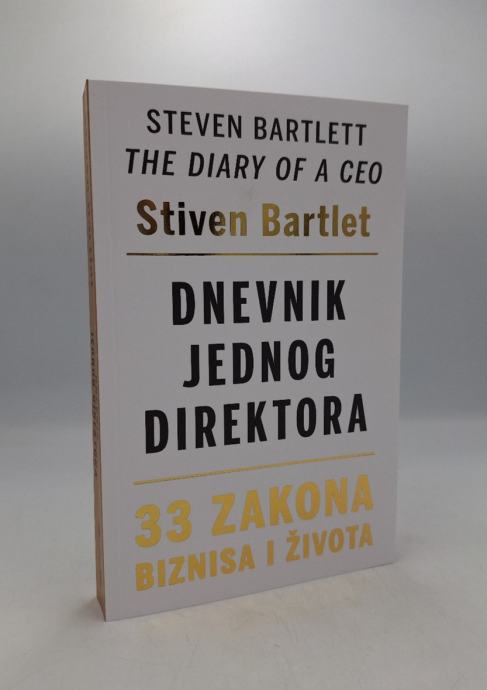 STEVEN BARTLETT
THE DIARY OF A CEO
Stiven Bartlet
DNEVNIK
JEDNOG
DIREKTORA
33 ZAKONA
BIZNISA I ŽIVOTA